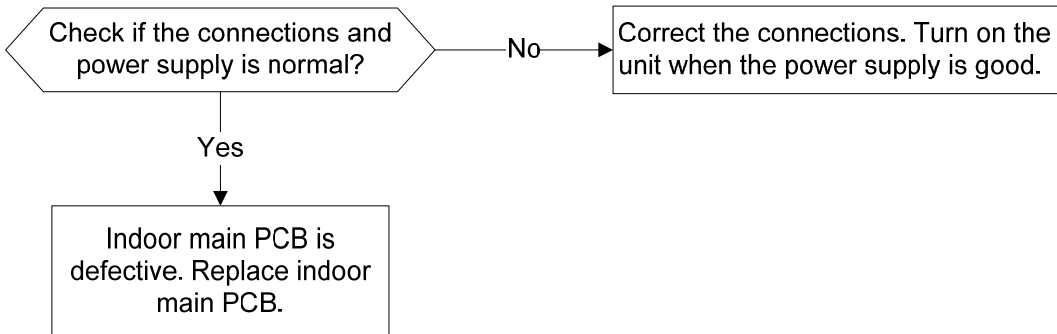 Check if the connections and
power supply is normal?
No
Correct the connections. Turn on the
unit when the power supply is good.
Yes
Indoor main PCB is
defective. Replace indoor
main PCB.